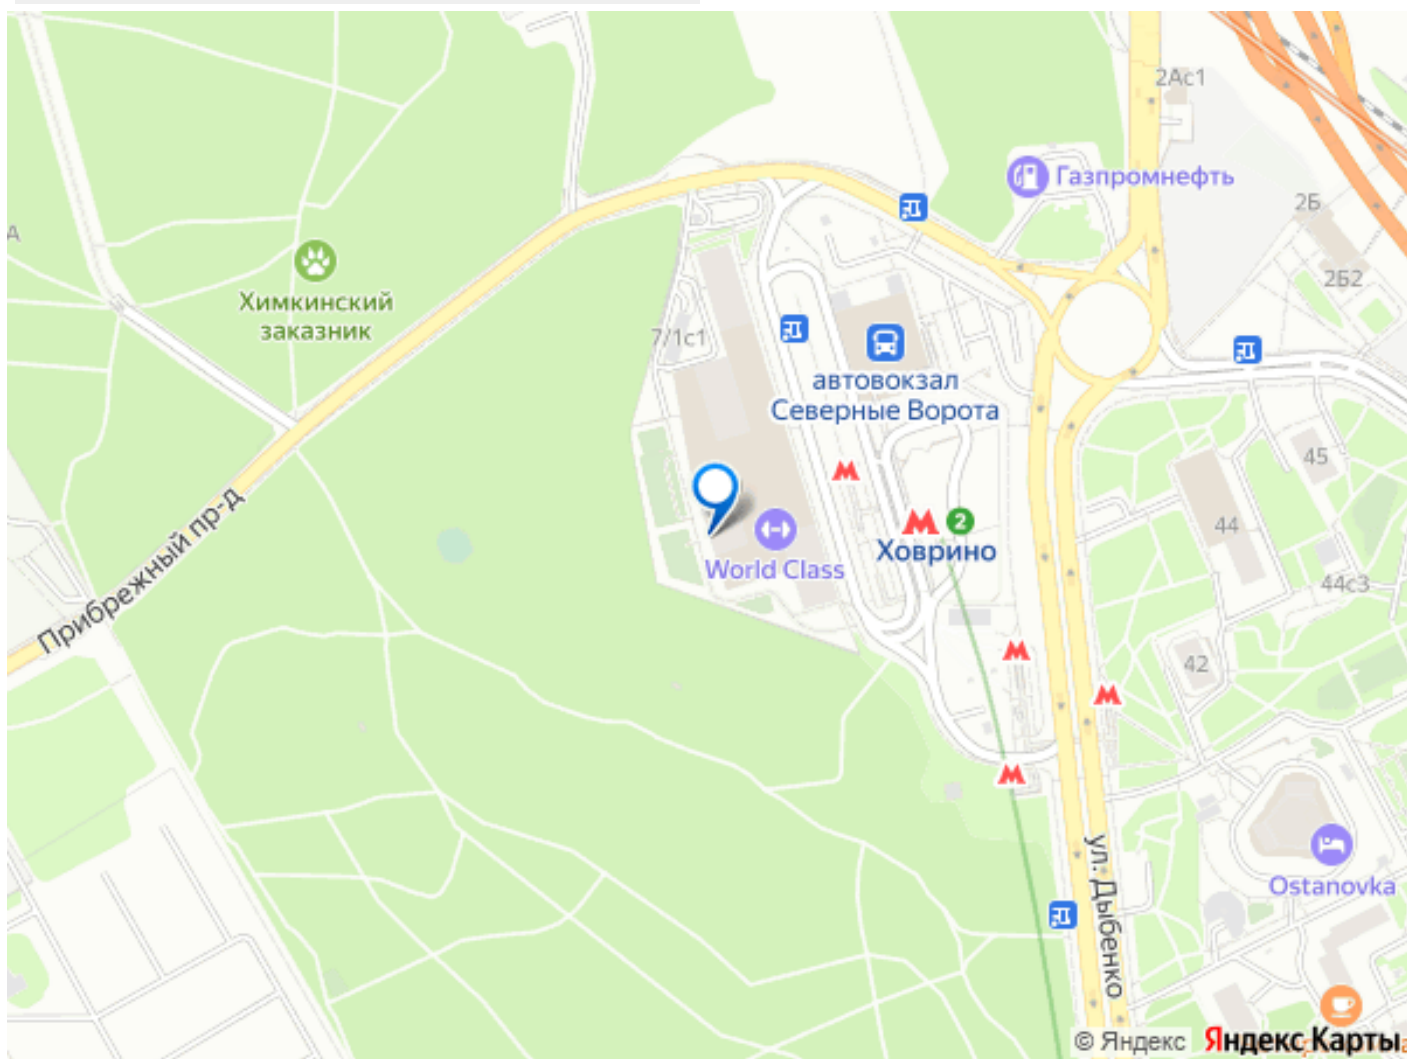 2Ас1
Газпромнефть
2Б
2Б2
А
Химкинский
заказник
7/1с1
автовокзал
Северные Ворота
45
44
2
Ховрино
World Class
44с3
42
Прибрежный пр-д
ул. Дыбенко
Ostanovka
© Яндекс
Яндекс Карты